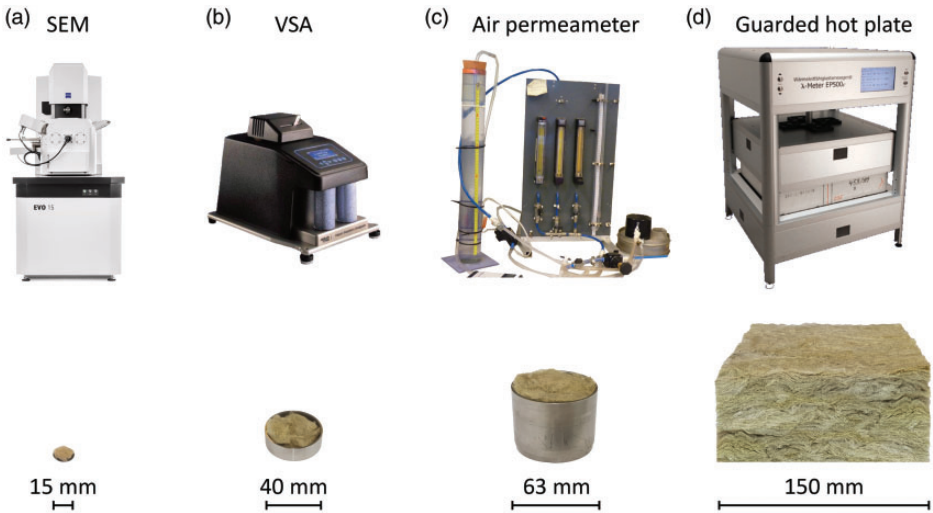 (a) SEM
(b) VSA
(c) Air permeameter
(d) Guarded hot plate
λ-Meter EP500e
EVO 15
15 mm
40 mm
63 mm
150 mm